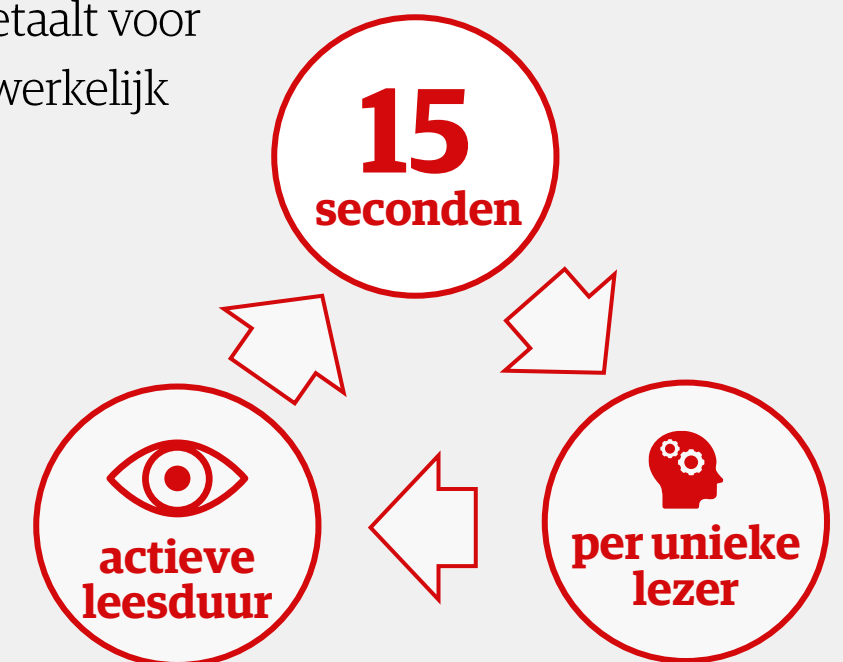 etaalt voor
werkelijk
15
seconden
actieve
leesduur
per unieke
lezer